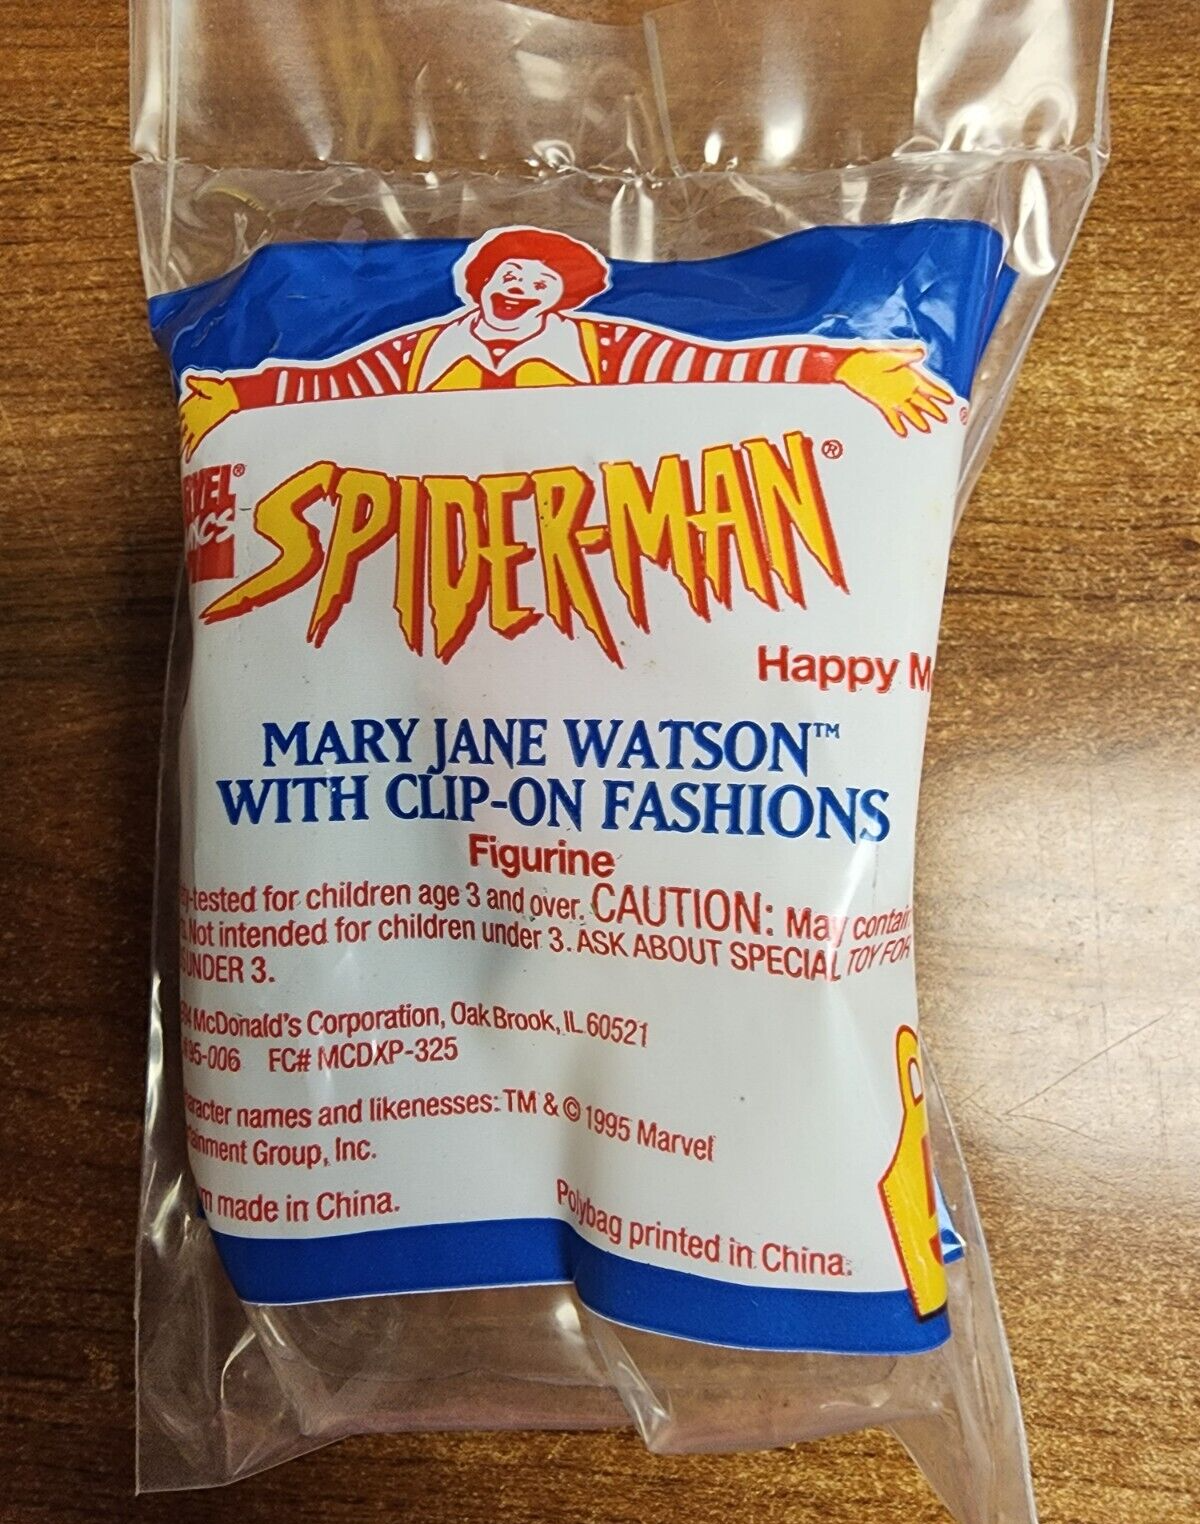 SPIDER-MAN®
Happy
MARY JANE WATSON™
WITH CLIP-ON FASHIONS
Figurine
-tested for children age 3 and over. CAUTION: May contain
Not intended for children under 3. ASK ABOUT SPECIAL TOY FOR
UNDER 3.
McDonald's Corporation, Oak Brook, IL 60521
95-006 FC# MCDXP-325
names and likenesses: TM & © 1995 Marvel
Group, Inc.
made in China.
Polybag printed in China.